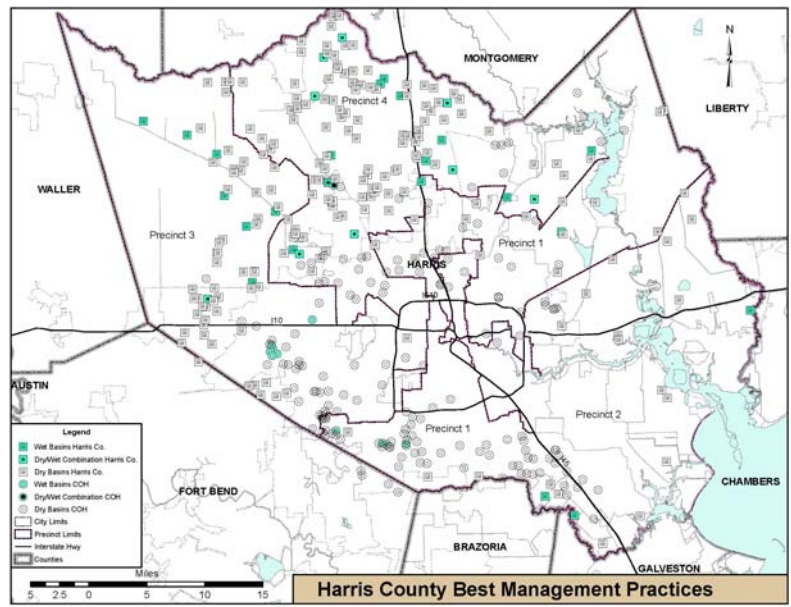 MONTGOMERY
N
LIBERTY
Precinct 4
WALLER
Precinct 3
Precinct 1
HARRIS
I610
I10
AUSTIN
Precinct 2
Precinct 1
I45
Legend
Wet Basins Harris Co.
Dry/Wet Combination Harris Co.
Dry Basins Harris Co.
Wet Basins COH
Dry/Wet Combination COH
Dry Basins COH
City Limits
Precinct Limits
Interstate Hwy
Counties
FORT BEND
CHAMBERS
BRAZORIA
GALVESTON
Miles
5 2.5 0 5 10 15
Harris County Best Management Practices